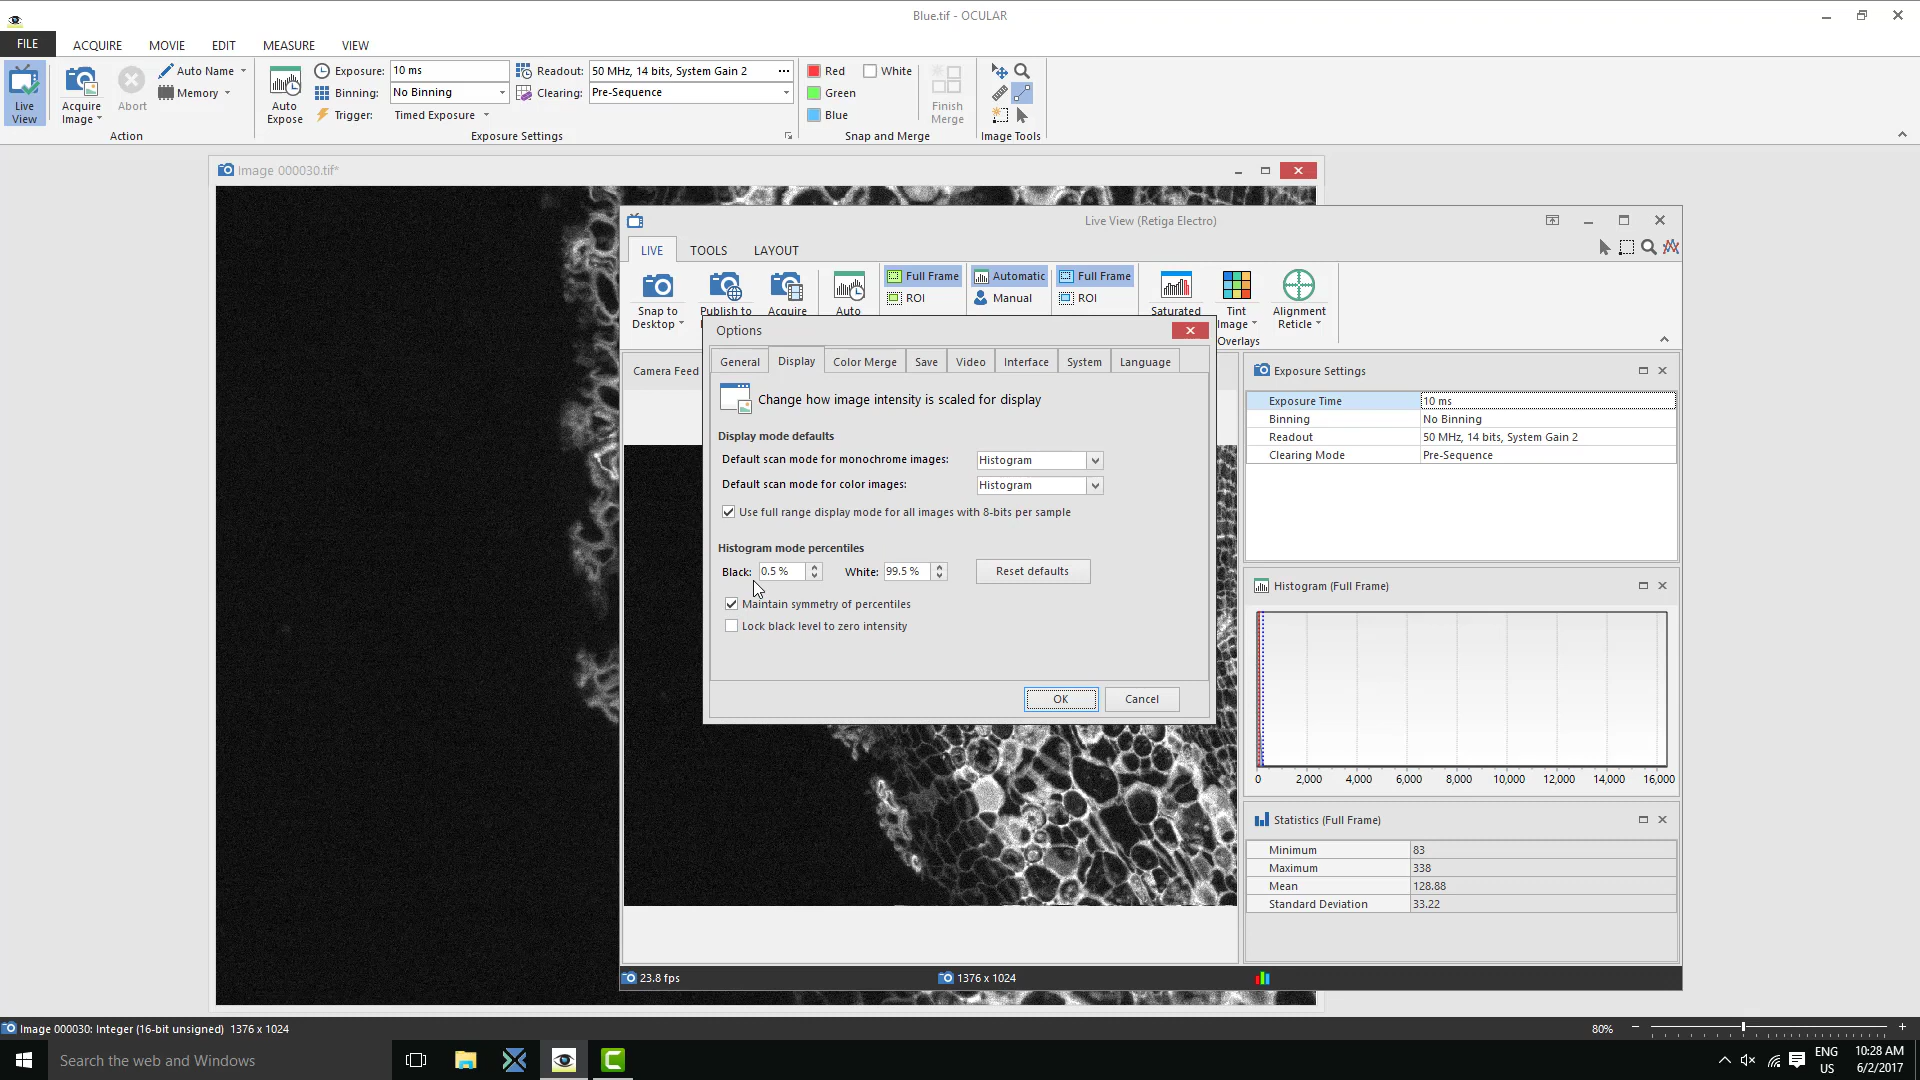 Blue.tif - OCULAR
FILE ACQUIRE MOVIE EDIT MEASURE VIEW
Live View
Acquire Image
Abort
Auto Name
Memory
Action
Auto Expose
Exposure: 10 ms
Binning: No Binning
Trigger: Timed Exposure
Readout: 50 MHz, 14 bits, System Gain 2 ...
Clearing: Pre-Sequence
Exposure Settings
Red White
Green
Blue
Finish Merge
Snap and Merge
Image Tools
Image 000030.tif*
Live View (Retiga Electro)
LIVE TOOLS LAYOUT
Snap to Desktop
Publish to
Acquire
Auto
Full Frame
ROI
Automatic
Manual
Full Frame
ROI
Saturated
Tint Image
Alignment Reticle
Overlays
Camera Feed
Options
General Display Color Merge Save Video Interface System Language
Change how image intensity is scaled for display
Display mode defaults
Default scan mode for monochrome images: Histogram
Default scan mode for color images: Histogram
Use full range display mode for all images with 8-bits per sample
Histogram mode percentiles
Black: 0.5 % White: 99.5 % Reset defaults
Maintain symmetry of percentiles
Lock black level to zero intensity
OK Cancel
Exposure Settings
Exposure Time 10 ms
Binning No Binning
Readout 50 MHz, 14 bits, System Gain 2
Clearing Mode Pre-Sequence
Histogram (Full Frame)
0 2,000 4,000 6,000 8,000 10,000 12,000 14,000 16,000
Statistics (Full Frame)
Minimum 83
Maximum 338
Mean 128.88
Standard Deviation 33.22
23.8 fps 1376 x 1024
Image 000030: Integer (16-bit unsigned) 1376 x 1024 80%
Search the web and Windows
ENG
US
10:28 AM
6/2/2017